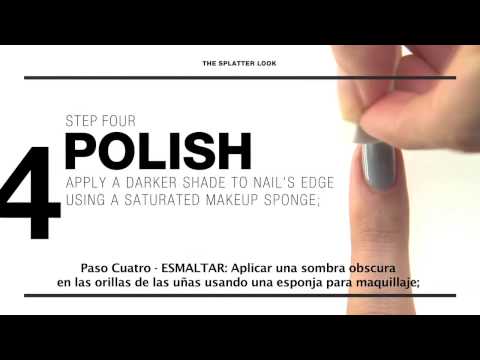 THE SPLATTER LOOK
STEP FOUR
4 POLISH
APPLY A DARKER SHADE TO NAIL'S EDGE
USING A SATURATED MAKEUP SPONGE;
Paso Cuatro - ESMALTAR: Aplicar una sombra obscura
en las orillas de las uñas usando una esponja para maquillaje;